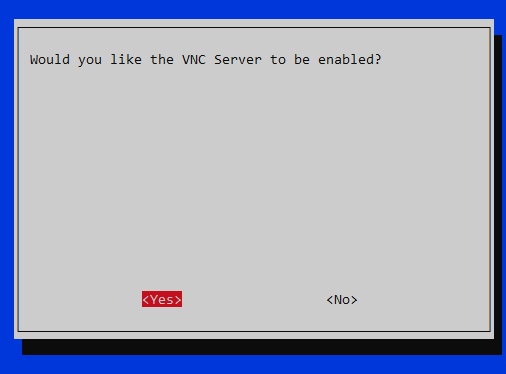 Would you like the VNC Server to be enabled?
<Yes> <No>